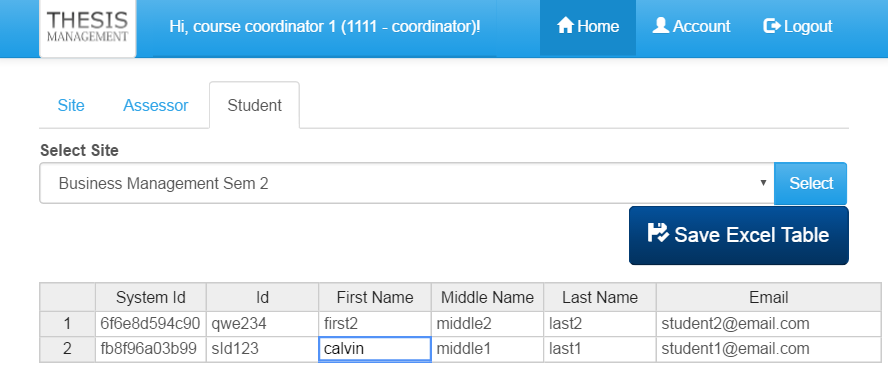 THESIS
MANAGEMENT
Hi, course coordinator 1 (1111 - coordinator)!
Home
Account
Logout
Site
Assessor
Student
Select Site
Business Management Sem 2
Select
Save Excel Table
System Id Id First Name Middle Name Last Name Email
1 6f6e8d594c90 qwe234 first2 middle2 last2 student2@email.com
2 fb8f96a03b99 sld123 calvin middle1 last1 student1@email.com